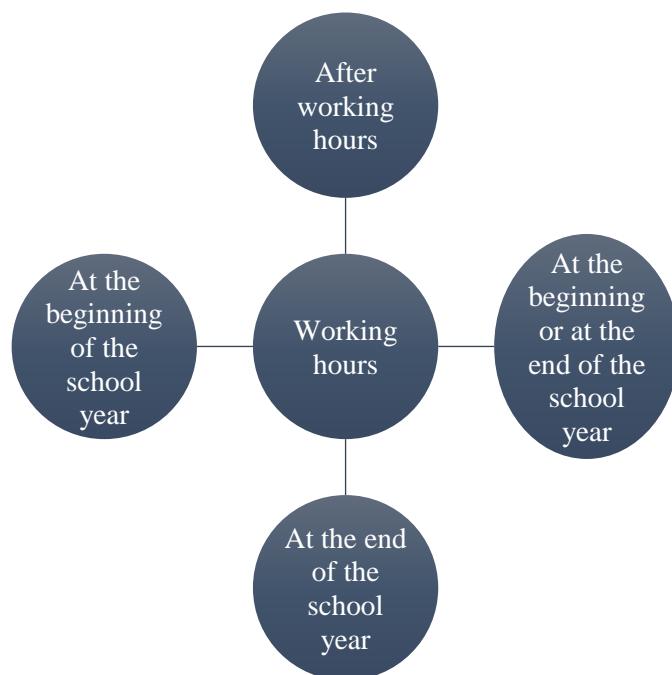 After
working
hours
At the
beginning
of the
school
year
Working
hours
At the
beginning
or at the
end of the
school
year
At the end
of the
school
year